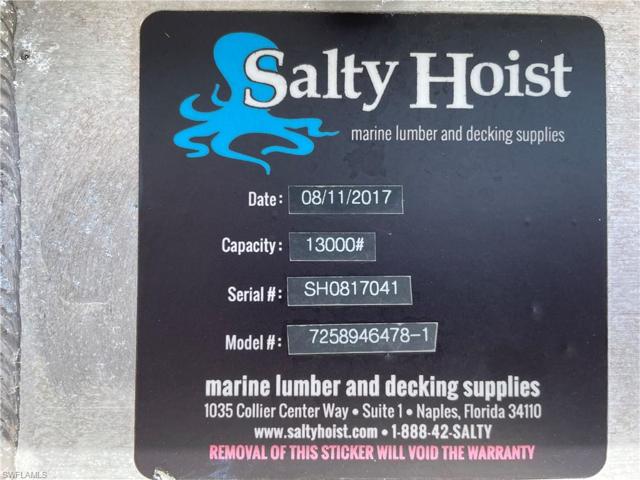 Salty Hoist
marine lumber and decking supplies
Date: 08/11/2017
Capacity: 13000#
Serial #: SH0817041
Model #: 7258946478-1
marine lumber and decking supplies
1035 Collier Center Way • Suite 1 • Naples, Florida 34110
www.saltyhoist.com • 1-888-42-SALTY
REMOVAL OF THIS STICKER WILL VOID THE WARRANTY
SWFLAMLS